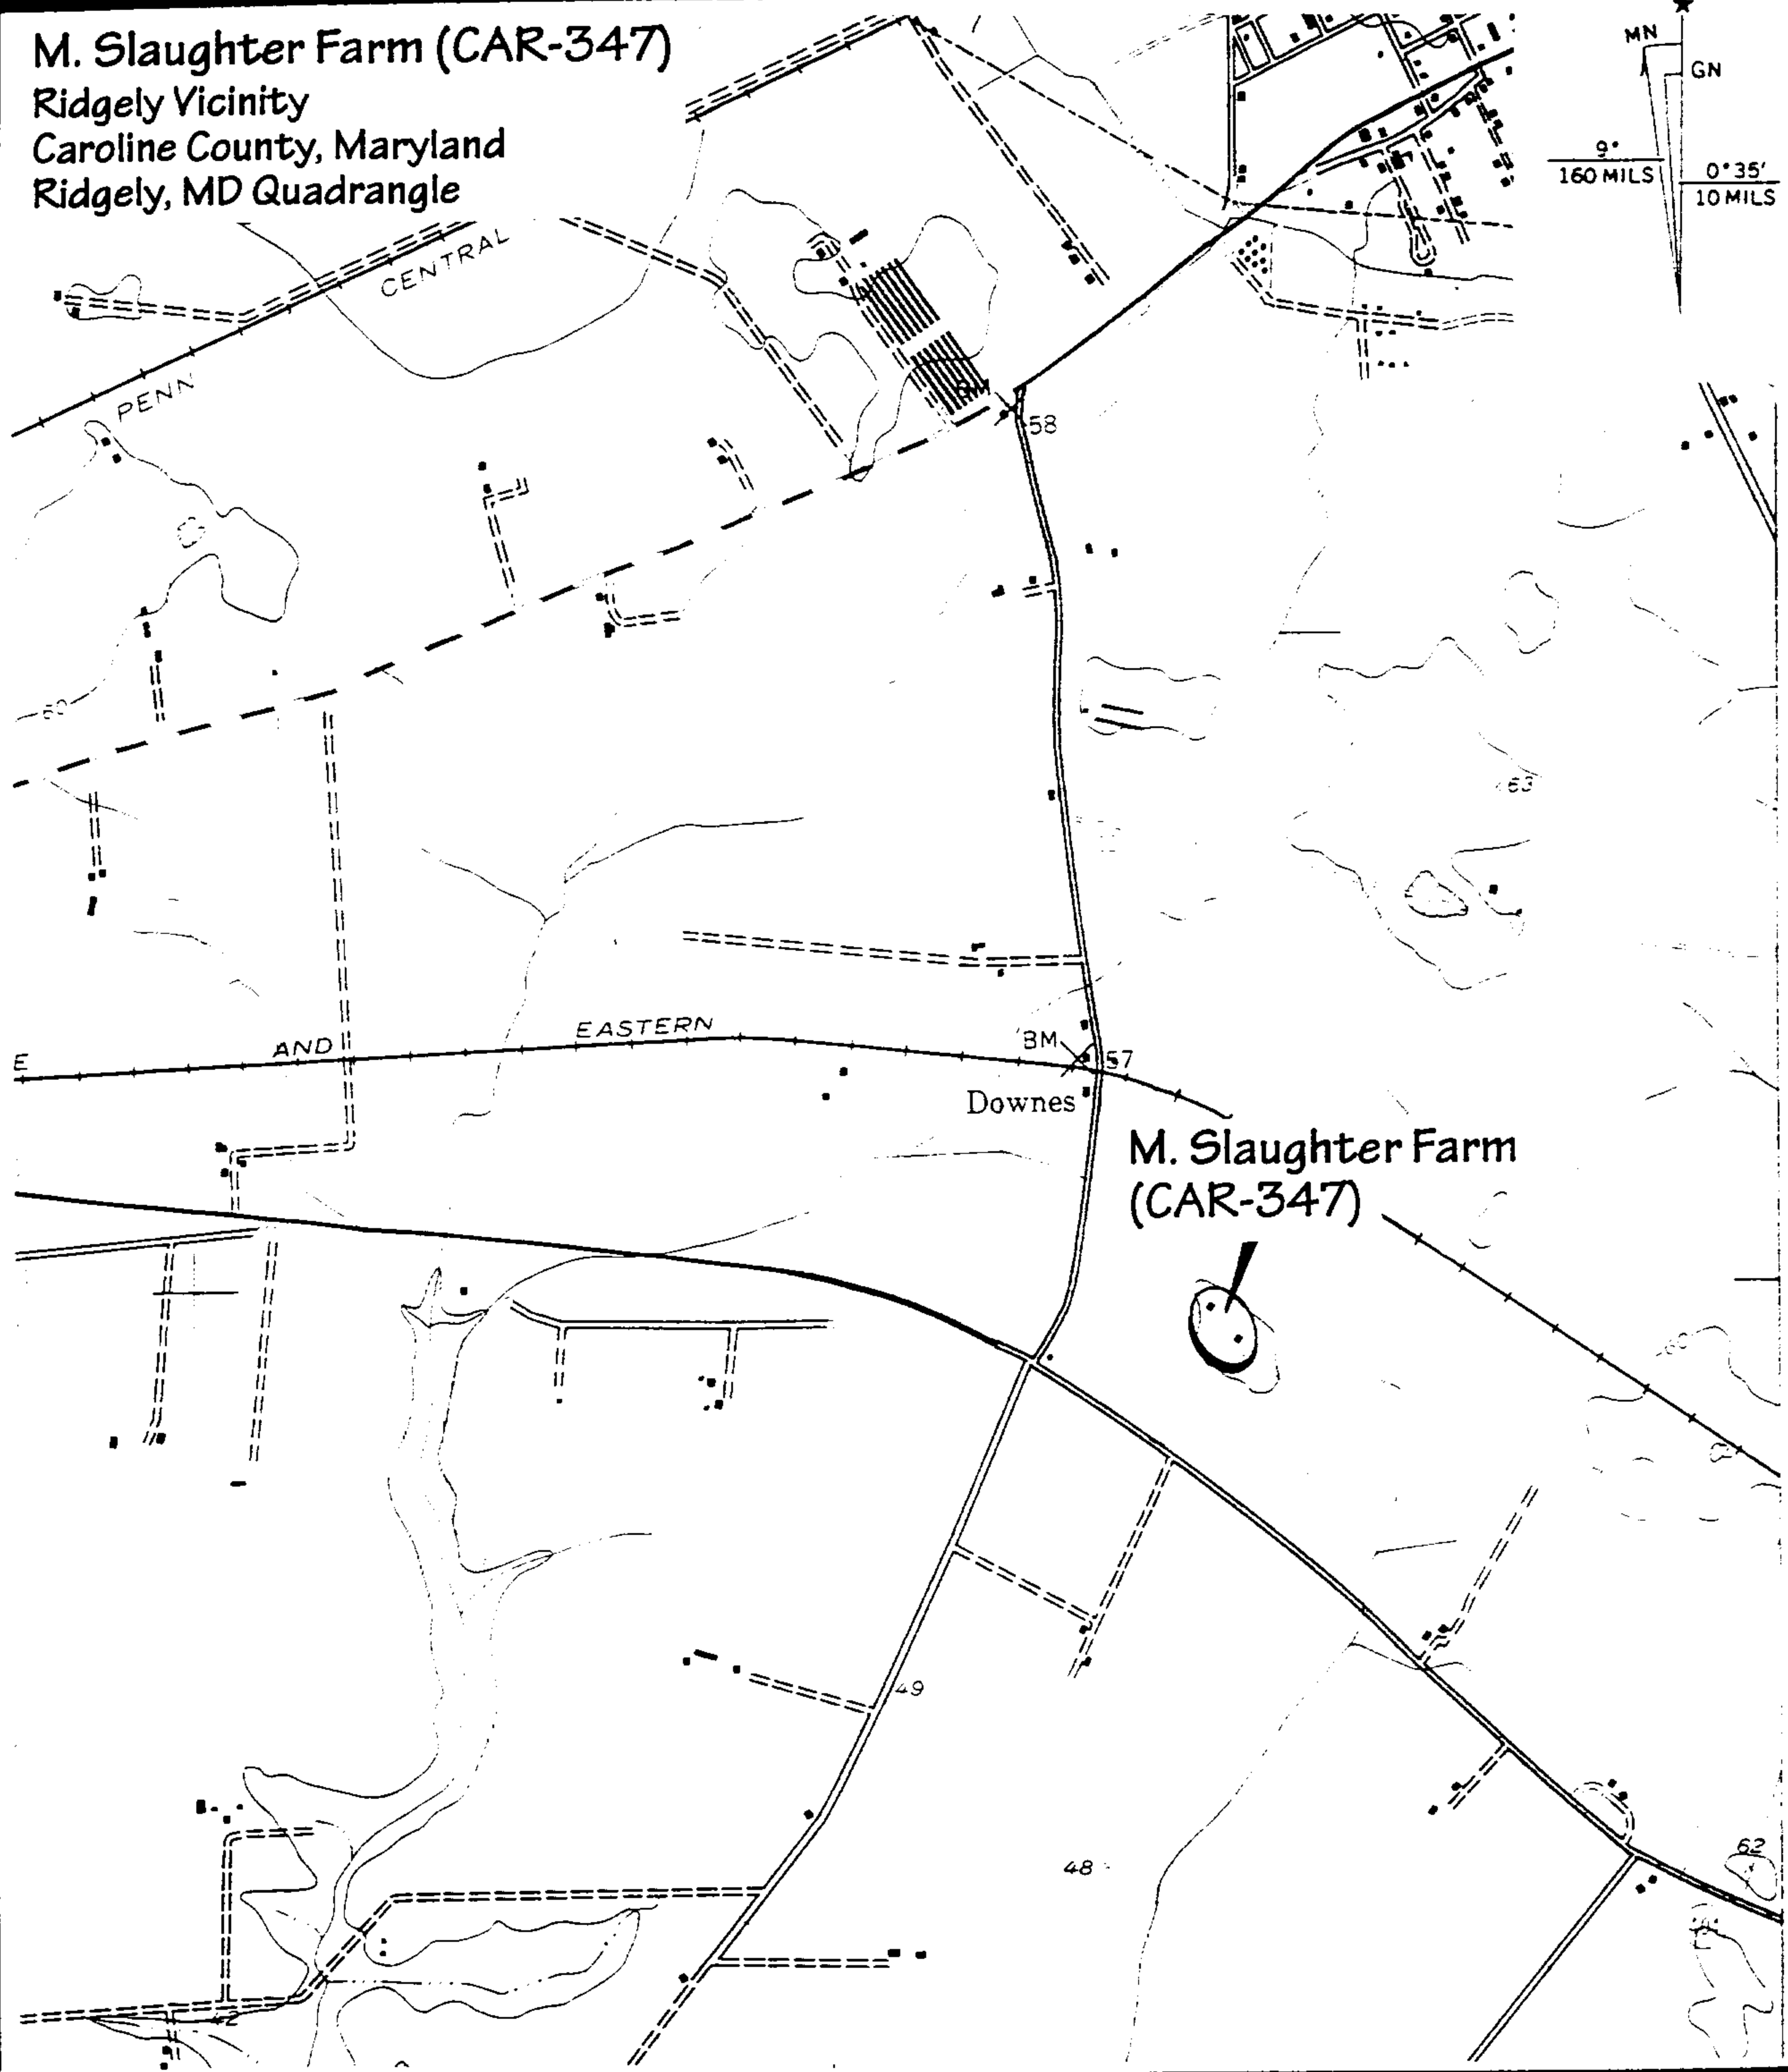 M. Slaughter Farm (CAR-347)
Ridgely Vicinity
Caroline County, Maryland
Ridgely, MD Quadrangle
MN
GN
9°
160 MILS
0°35'
10 MILS
PENN CENTRAL
BM
58
60
63
E AND EASTERN
BM
57
Downes
M. Slaughter Farm
(CAR-347)
60
49
48
62
42